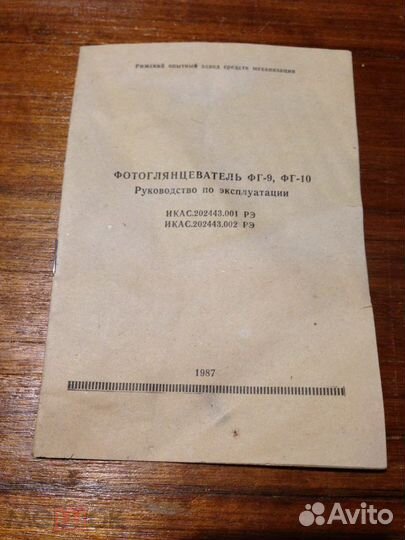 Рижский опытный завод средств механизации
ФОТОГЛЯНЦЕВАТЕЛЬ ФГ-9, ФГ-10
Руководство по эксплуатации
ИКАС.202443.001 РЭ
ИКАС.202443.002 РЭ
1987
Avito